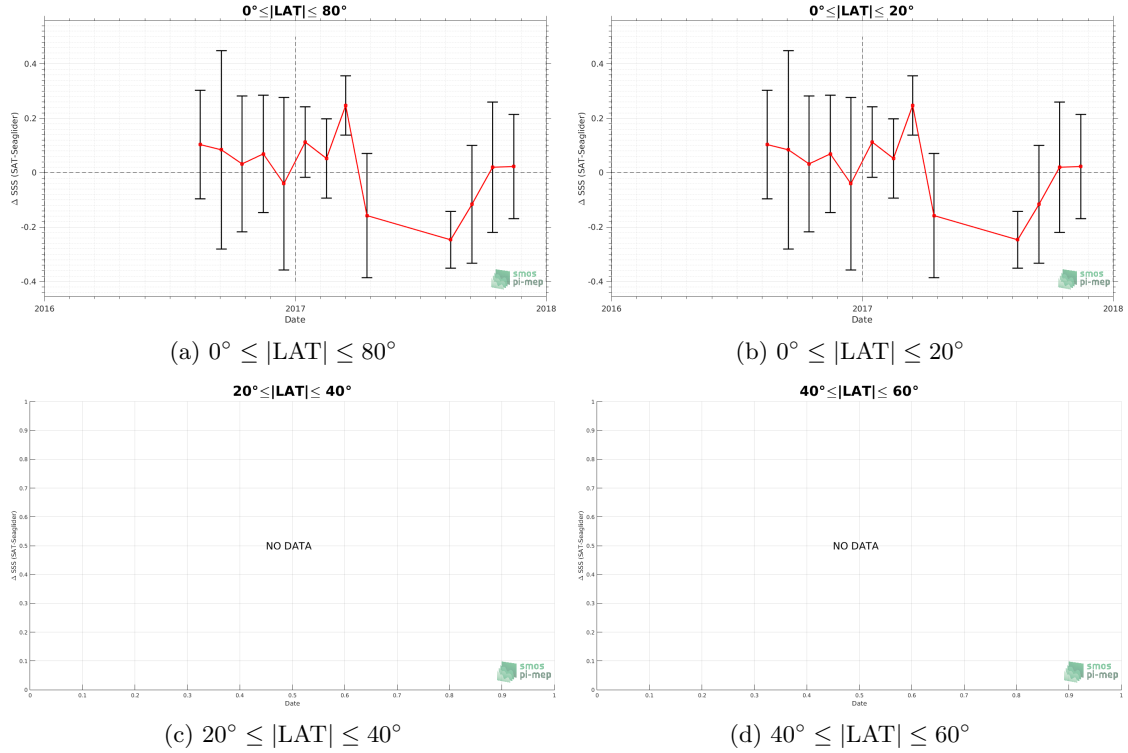 0°≤|LAT|≤ 80°
Δ SSS (SAT-Seaglider)
0.4
0.2
0
-0.2
-0.4
2016
2017
2018
Date
smos
pi-mep
(a) 0° ≤ |LAT| ≤ 80°
0°≤|LAT|≤ 20°
Δ SSS (SAT-Seaglider)
0.4
0.2
0
-0.2
-0.4
2016
2017
2018
Date
smos
pi-mep
(b) 0° ≤ |LAT| ≤ 20°
20°≤|LAT|≤ 40°
Δ SSS (SAT-Seaglider)
1
0.9
0.8
0.7
0.6
0.5
0.4
0.3
0.2
0.1
0
NO DATA
0 0.1 0.2 0.3 0.4 0.5 0.6 0.7 0.8 0.9 1
Date
smos
pi-mep
(c) 20° ≤ |LAT| ≤ 40°
40°≤|LAT|≤ 60°
Δ SSS (SAT-Seaglider)
1
0.9
0.8
0.7
0.6
0.5
0.4
0.3
0.2
0.1
0
NO DATA
0 0.1 0.2 0.3 0.4 0.5 0.6 0.7 0.8 0.9 1
Date
smos
pi-mep
(d) 40° ≤ |LAT| ≤ 60°